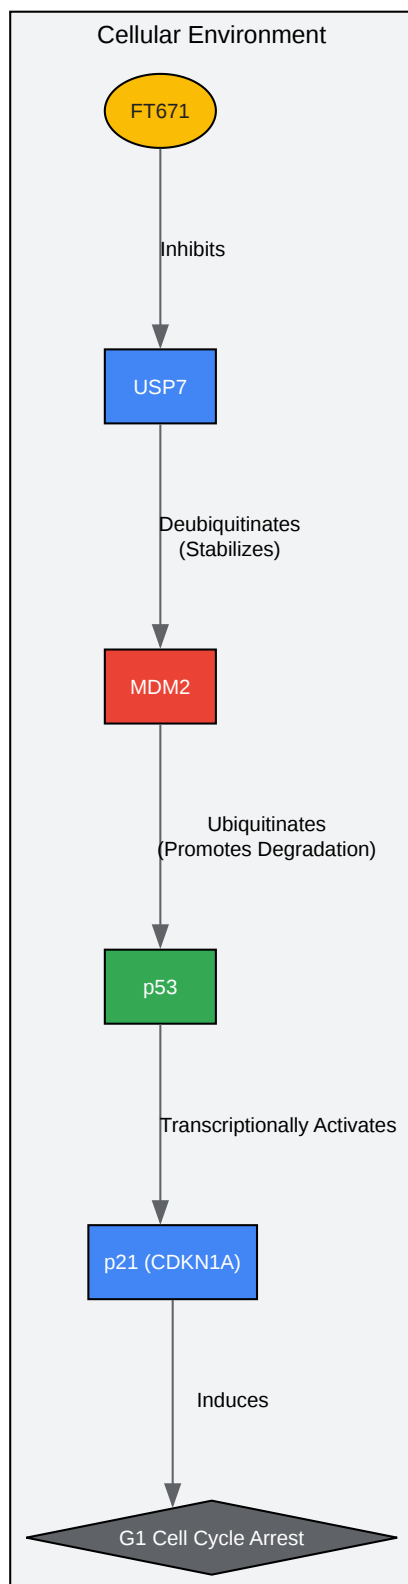 Cellular Environment
FT671
Inhibits
USP7
Deubiquitinates
(Stabilizes)
MDM2
Ubiquitinates
(Promotes Degradation)
p53
Transcriptionally Activates
p21 (CDKN1A)
Induces
G1 Cell Cycle Arrest